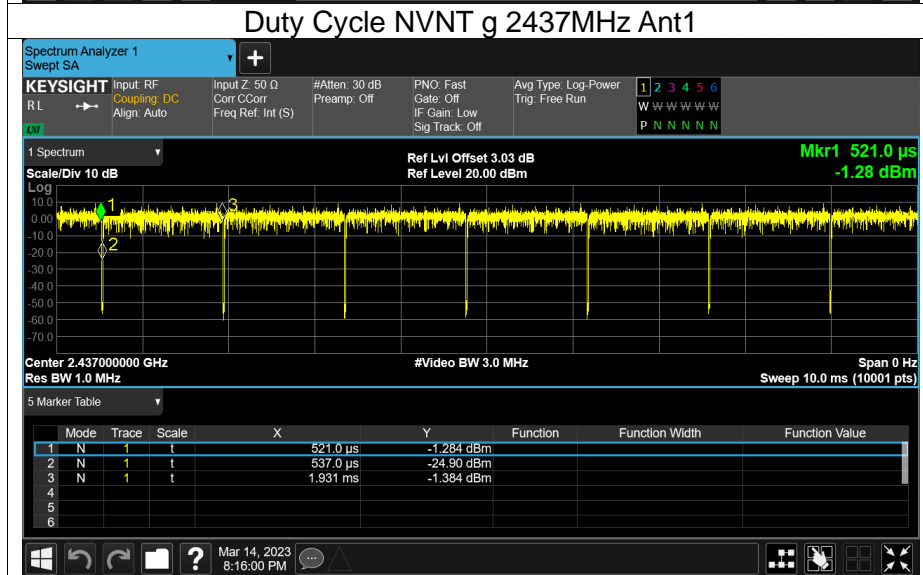 Duty Cycle NVNT g 2437MHz Ant1
Spectrum Analyzer 1
Swept SA
+
KEYSIGHT Input: RF Input Z: 50 Ω #Atten: 30 dB PNO: Fast Avg Type: Log-Power 1 2 3 4 5 6
RL Coupling: DC Corr CCorr Preamp: Off Gate: Off Trig: Free Run W W W W W W
Align: Auto Freq Ref: Int (S) IF Gain: Low
LXI Sig Track: Off P N N N N N
1 Spectrum Ref Lvl Offset 3.03 dB Mkr1 521.0 µs
Scale/Div 10 dB Ref Level 20.00 dBm -1.28 dBm
Log
10.0
0.00
-10.0
-20.0
-30.0
-40.0
-50.0
-60.0
-70.0
1
2
3
Center 2.437000000 GHz #Video BW 3.0 MHz Span 0 Hz
Res BW 1.0 MHz Sweep 10.0 ms (10001 pts)
5 Marker Table
Mode Trace Scale X Y Function Function Width Function Value
1 N 1 t 521.0 µs -1.284 dBm
2 N 1 t 537.0 µs -24.90 dBm
3 N 1 t 1.931 ms -1.384 dBm
4
5
6
? Mar 14, 2023
8:16:00 PM